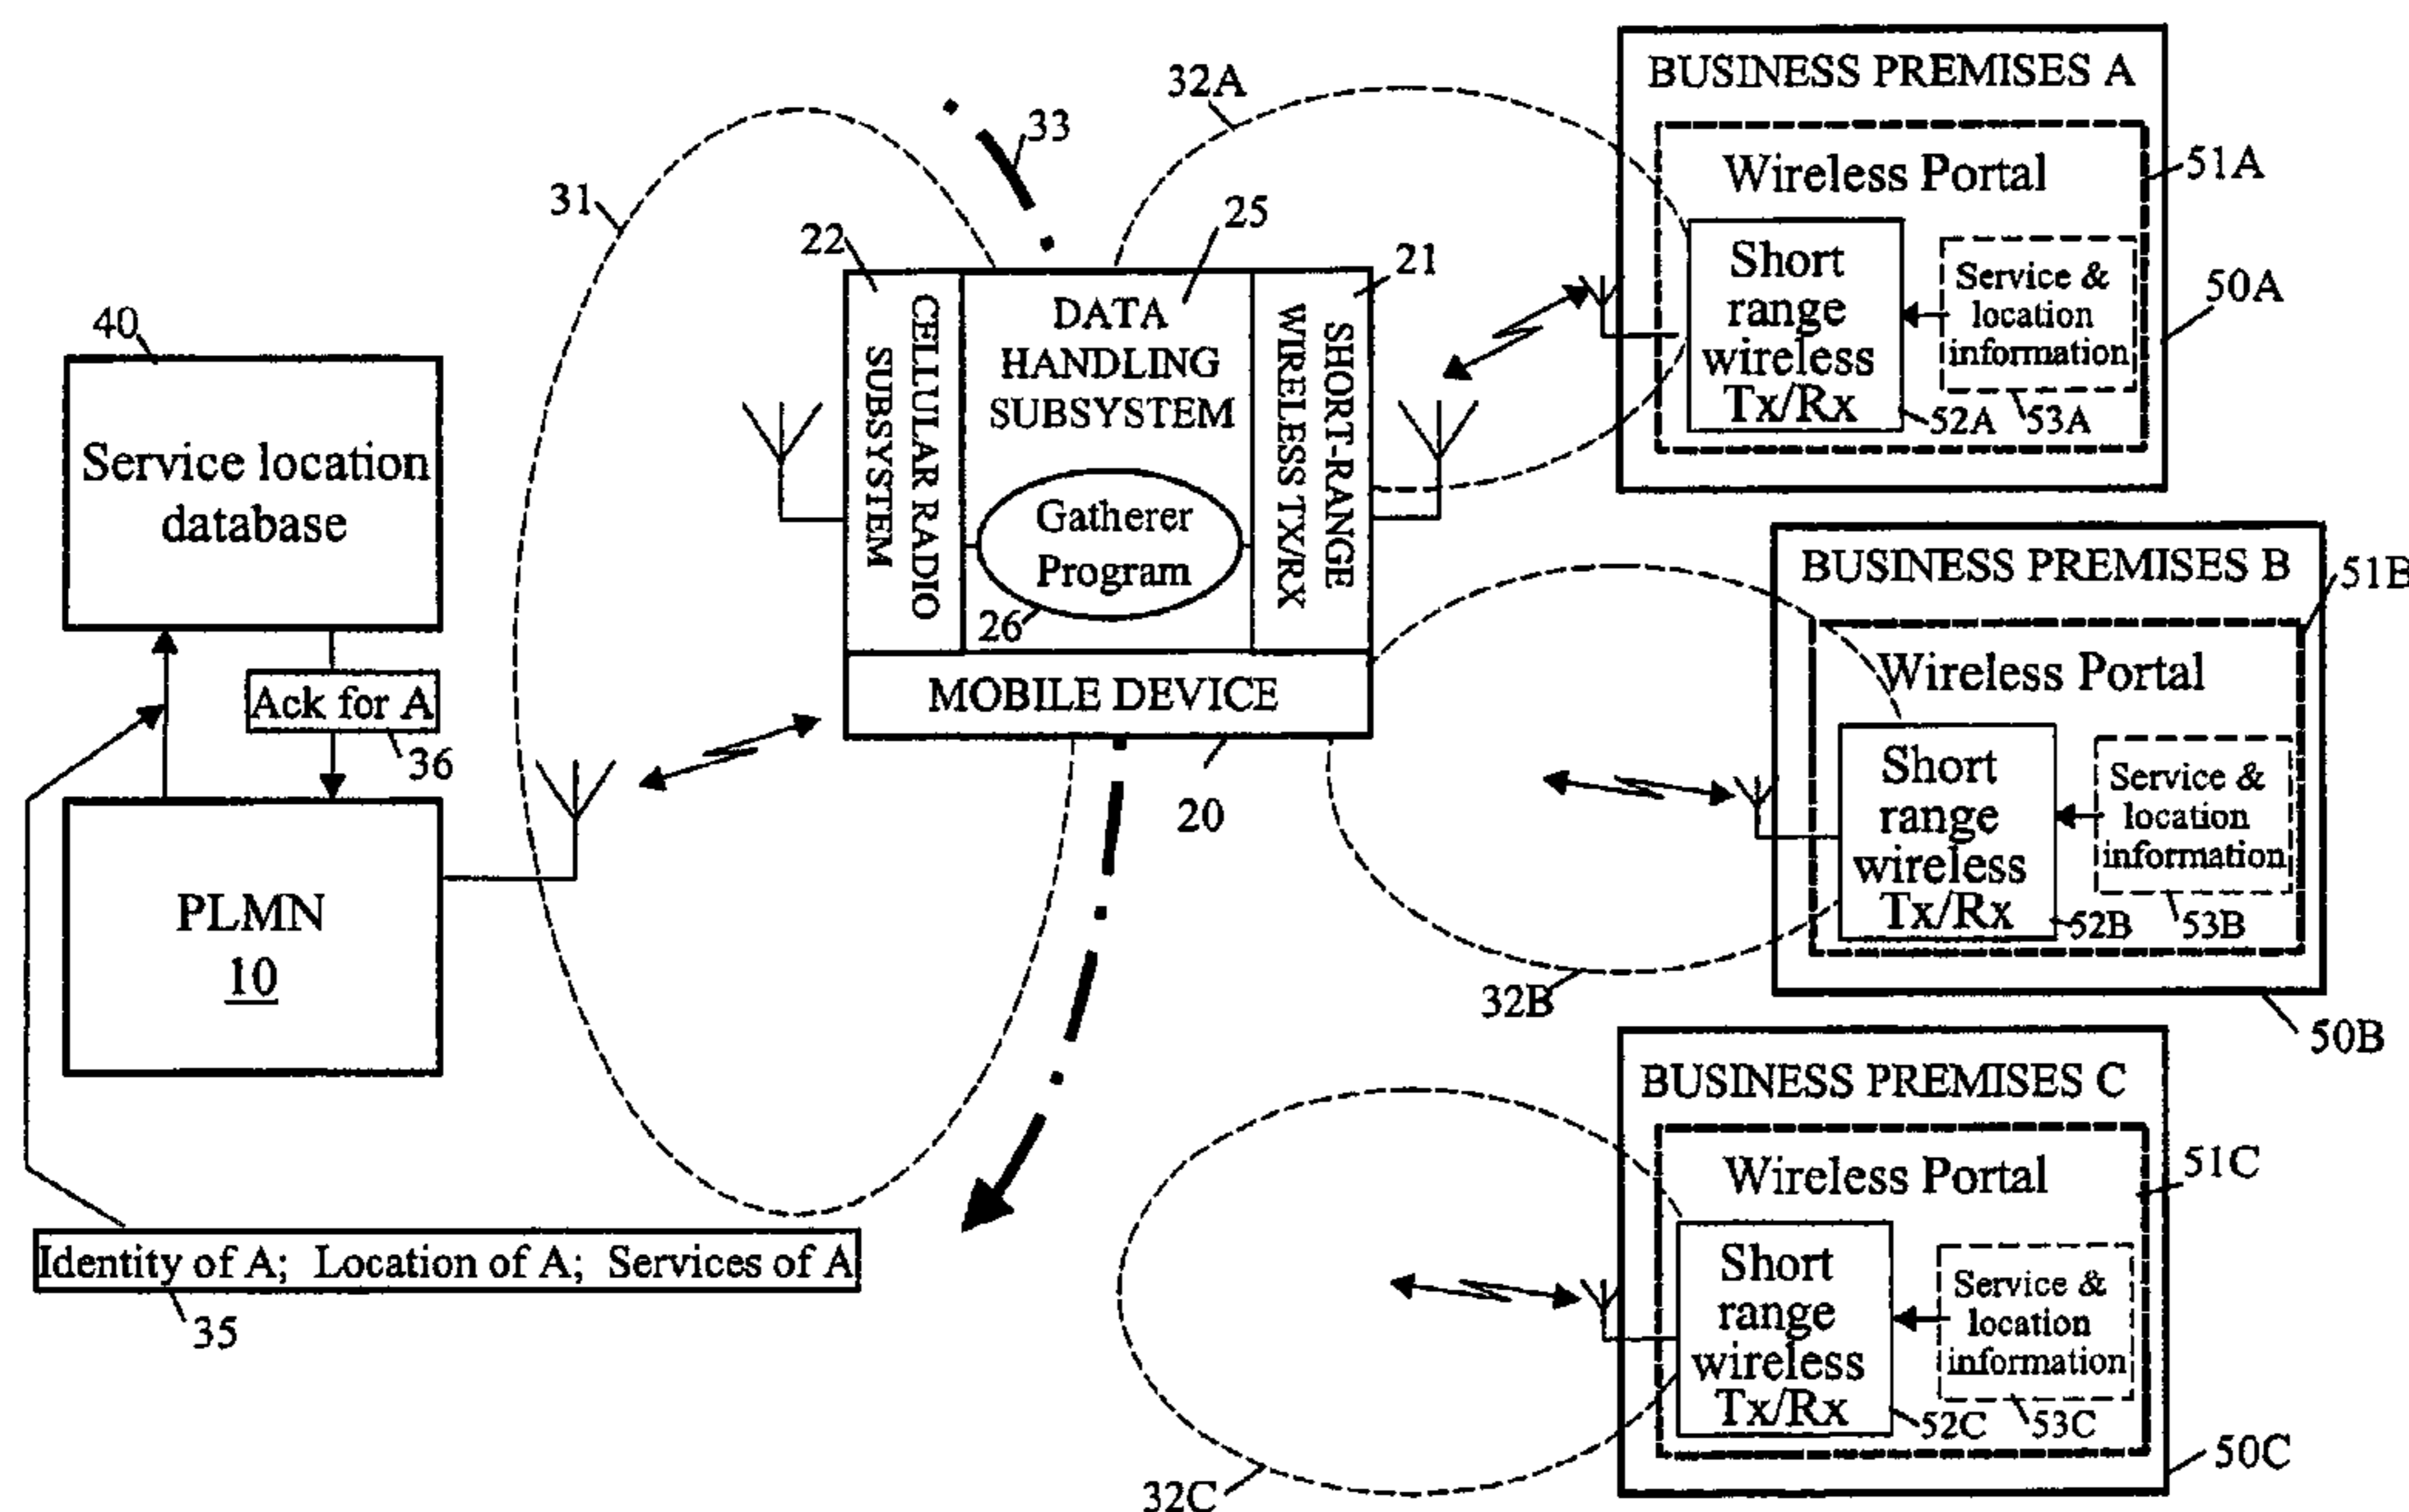 BUSINESS PREMISES A
Wireless Portal
51A
Short
range
wireless
Tx/Rx
Service &
location
information
52A
53A
50A
32A
33
31
22
25
21
CELLULAR RADIO
SUBSYSTEM
DATA
HANDLING
SUBSYSTEM
Gatherer
Program
26
SHORT-RANGE
WIRELESS TX/RX
MOBILE DEVICE
20
40
Service location
database
Ack for A
36
PLMN
10
Identity of A; Location of A; Services of A
35
BUSINESS PREMISES B
51B
Wireless Portal
Short
range
wireless
Tx/Rx
Service &
location
information
52B
53B
32B
50B
BUSINESS PREMISES C
Wireless Portal
51C
Short
range
wireless
Tx/Rx
Service &
location
information
52C
53C
50C
32C